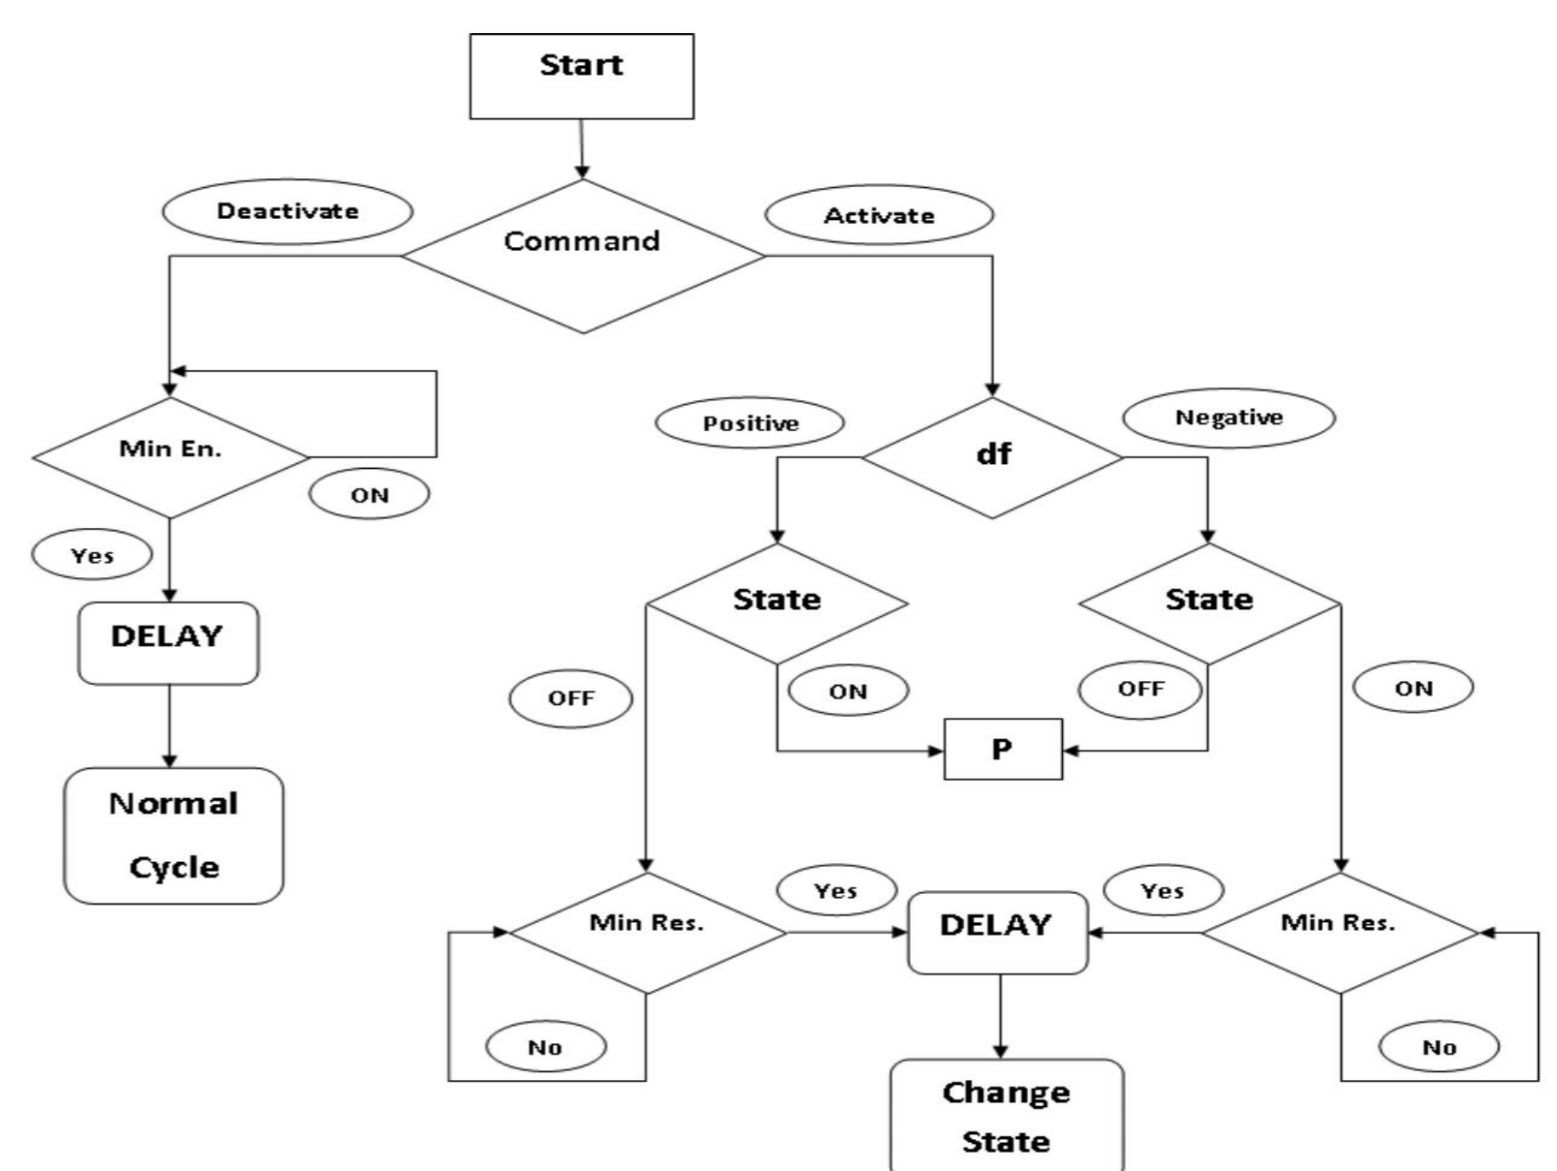 Start
Deactivate
Command
Activate
Min En.
ON
Positive
df
Negative
Yes
DELAY
State
State
OFF
ON
OFF
ON
P
Normal
Cycle
Min Res.
Yes
DELAY
Yes
Min Res.
No
No
Change
State